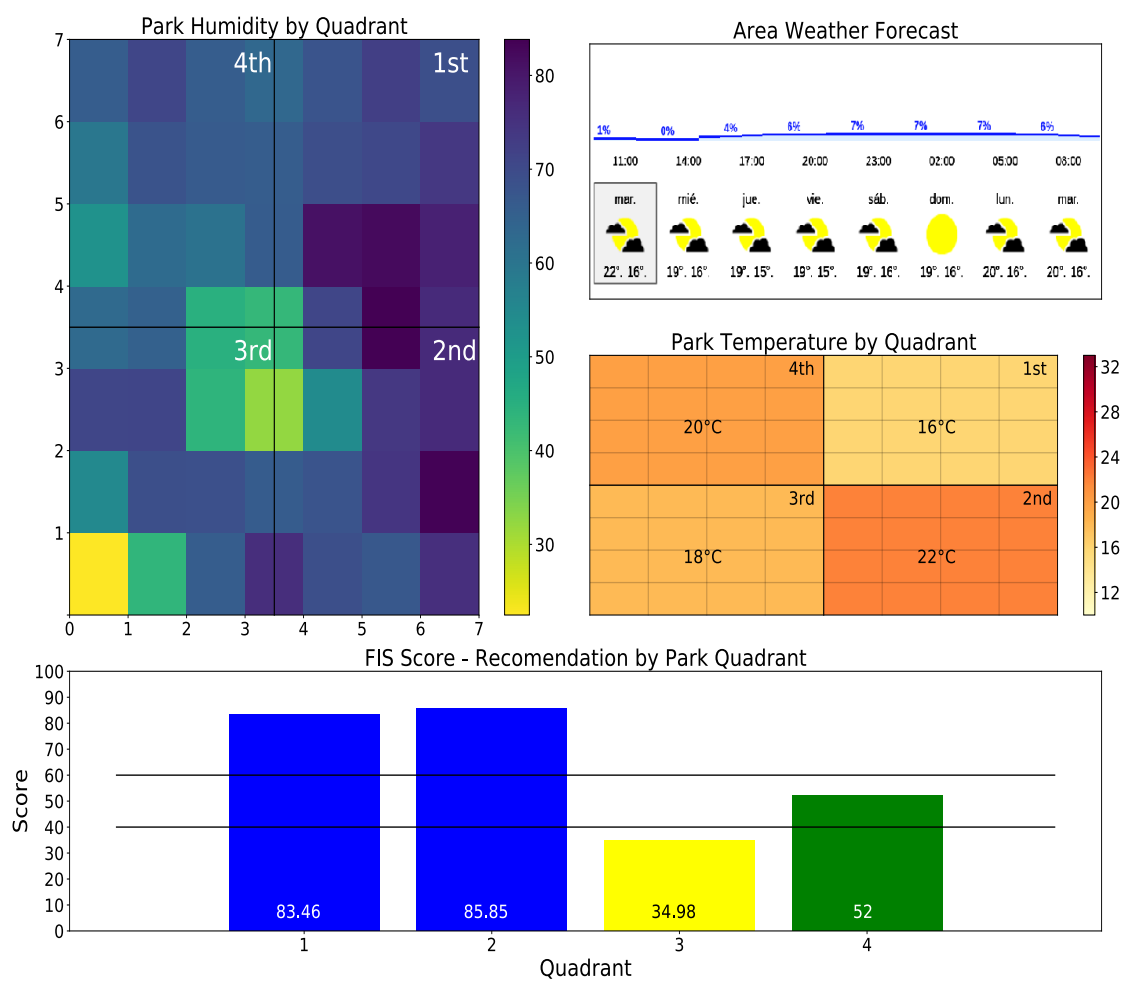 Park Humidity by Quadrant
7
6
5
4
3
2
1
0 1 2 3 4 5 6 7
4th 1st
3rd 2nd
80
70
60
50
40
30
Area Weather Forecast
1% 0% 4% 6% 7% 7% 7% 6%
11:00 14:00 17:00 20:00 23:00 02:00 05:00 08:00
mar. mié. jue. vie. sáb. dom. lun. mar.
22°. 16°. 19°. 16°. 19°. 15°. 19°. 15°. 19°. 16°. 19°. 16°. 20°. 16°. 20°. 16°.
Park Temperature by Quadrant
4th 1st
20°C 16°C
3rd 2nd
18°C 22°C
32
28
24
20
16
12
FIS Score - Recomendation by Park Quadrant
Score
100
90
80
70
60
50
40
30
20
10
0
83.46 85.85 34.98 52
1 2 3 4
Quadrant